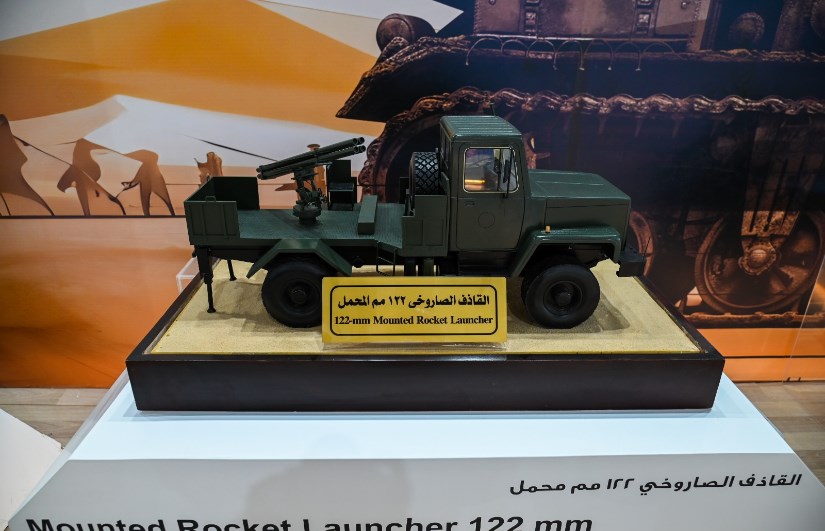 القاذف الصاروخى ١٢٢ مم المحمل
122-mm Mounted Rocket Launcher
القاذف الصاروخي ١٢٢ مم محمل
Mounted Rocket Launcher 122 mm